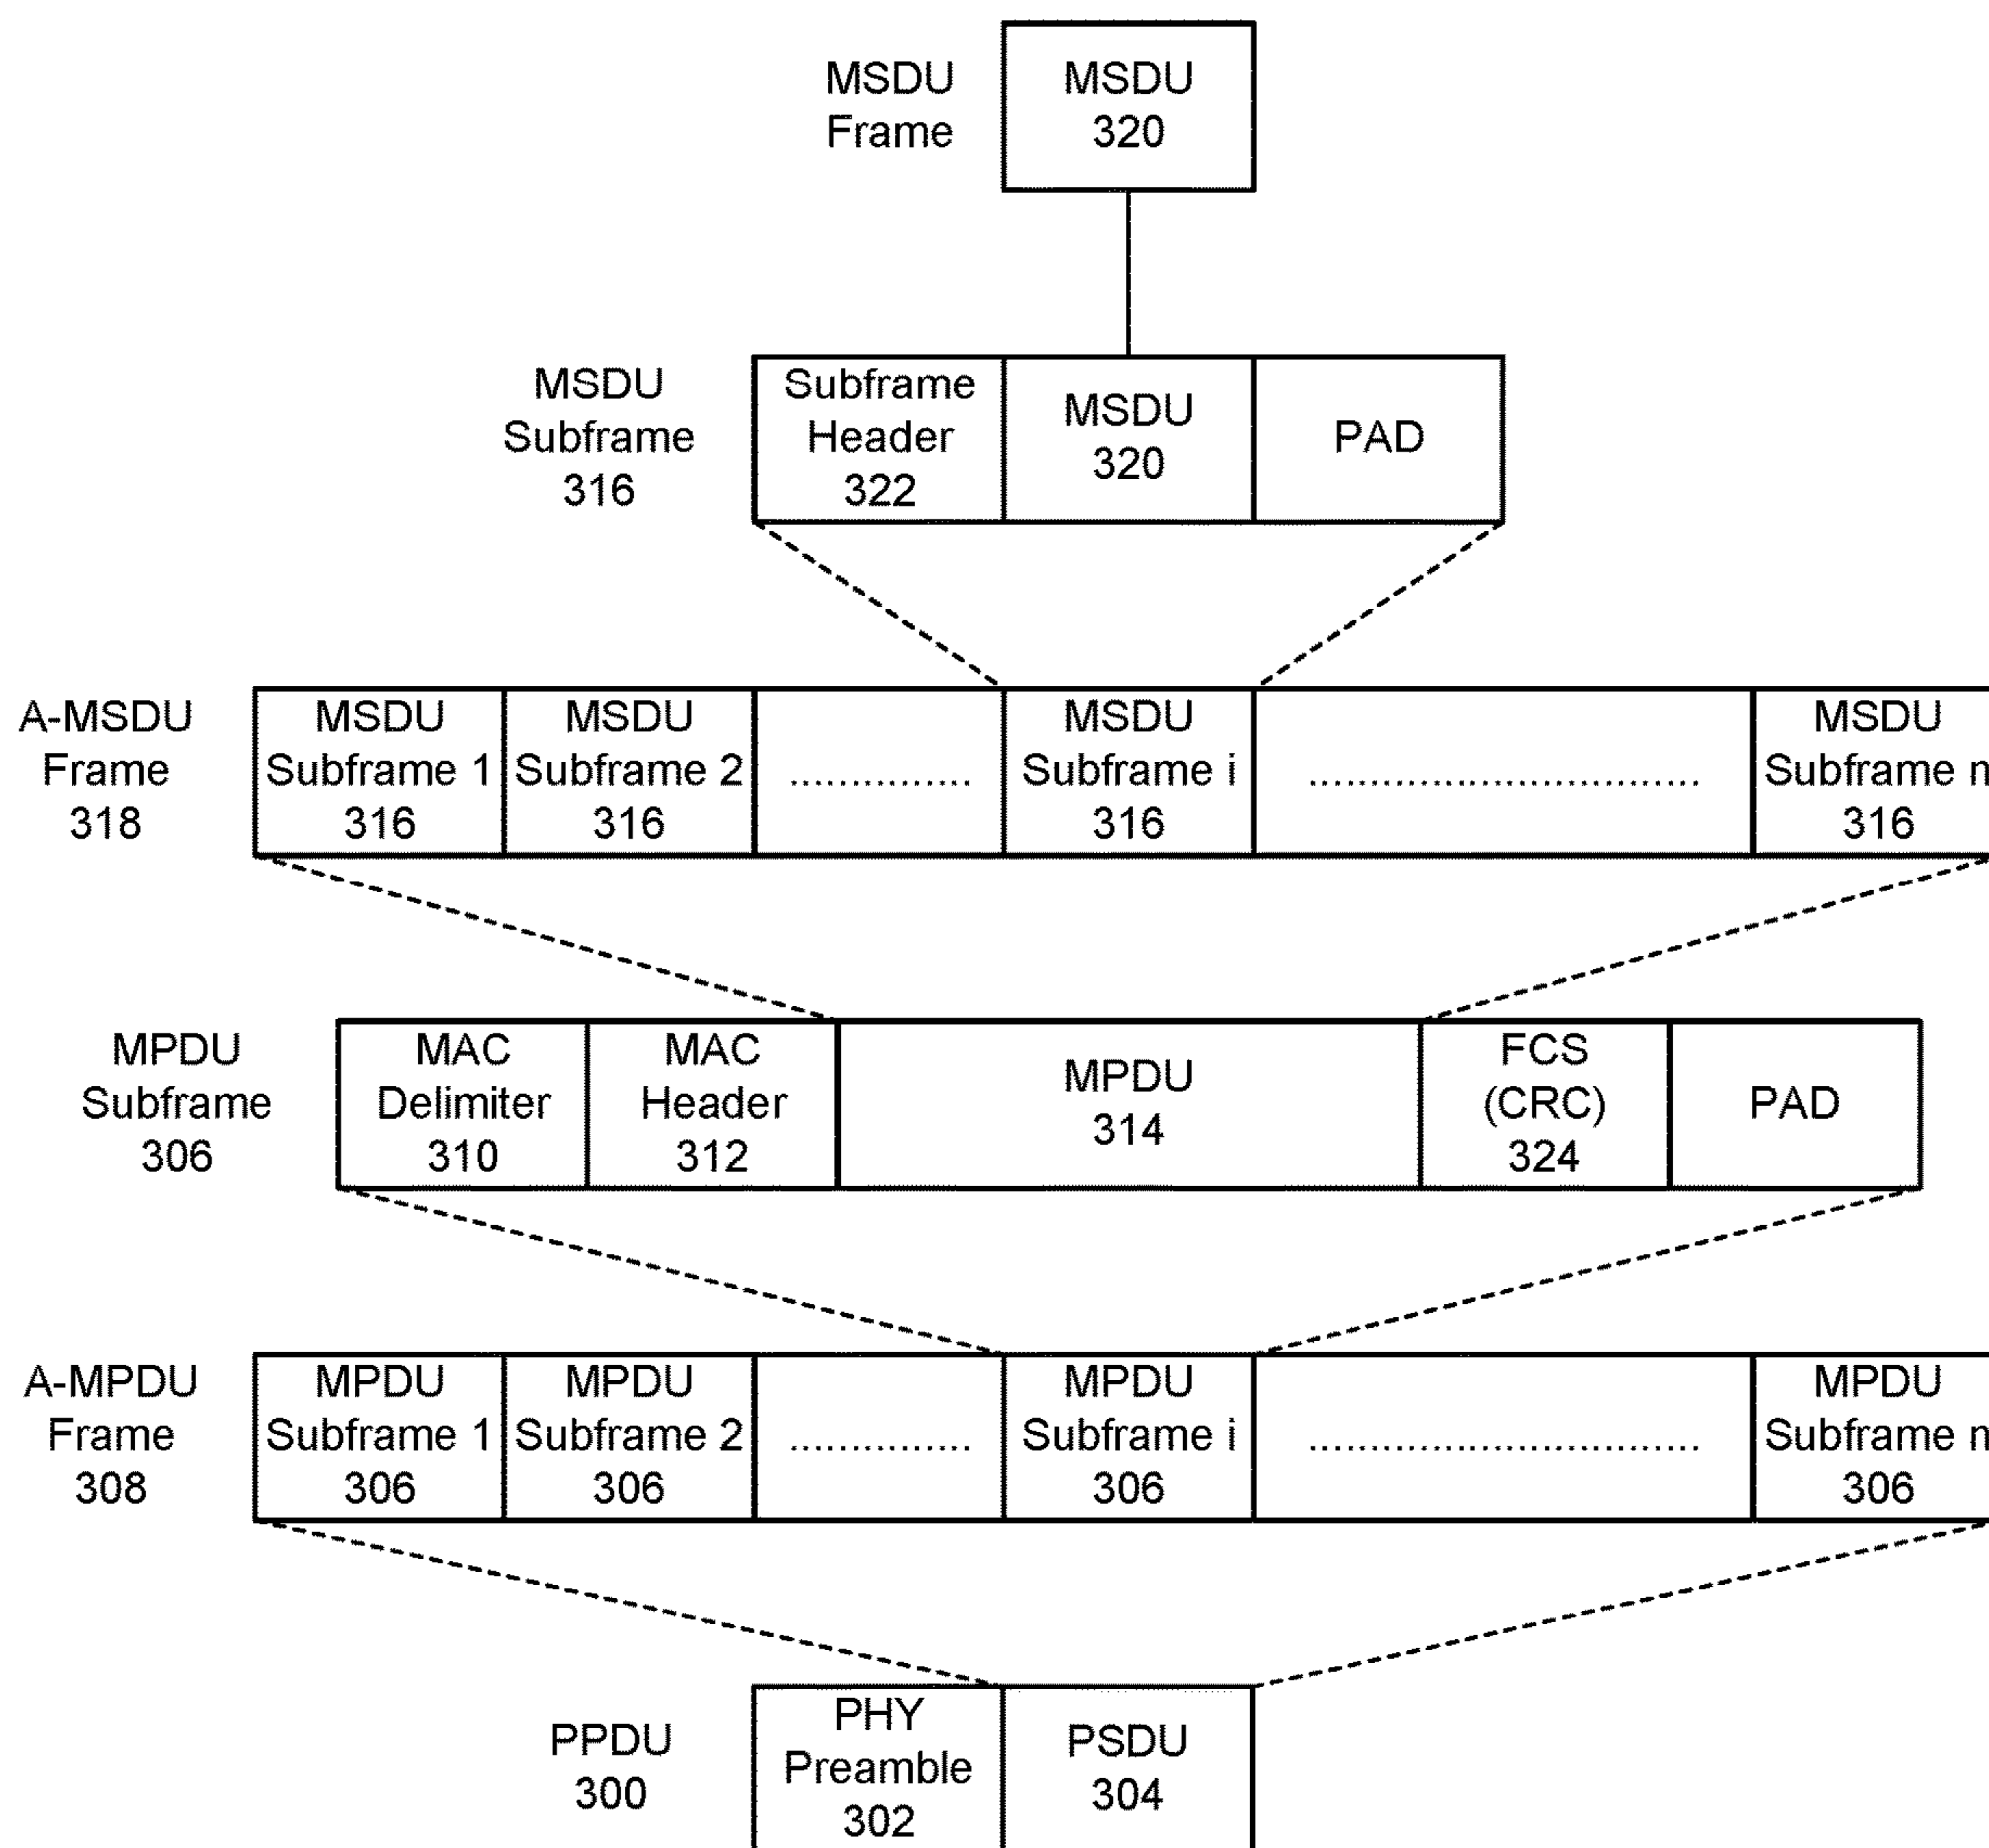 MSDU
Frame
MSDU
320
MSDU
Subframe
316
Subframe
Header
322
MSDU
320
PAD
A-MSDU
Frame
318
MSDU
Subframe 1
316
MSDU
Subframe 2
316
...............
MSDU
Subframe i
316
.................................
MSDU
Subframe n
316
MPDU
Subframe
306
MAC
Delimiter
310
MAC
Header
312
MPDU
314
FCS
(CRC)
324
PAD
A-MPDU
Frame
308
MPDU
Subframe 1
306
MPDU
Subframe 2
306
...............
MPDU
Subframe i
306
.................................
MPDU
Subframe n
306
PPDU
300
PHY
Preamble
302
PSDU
304